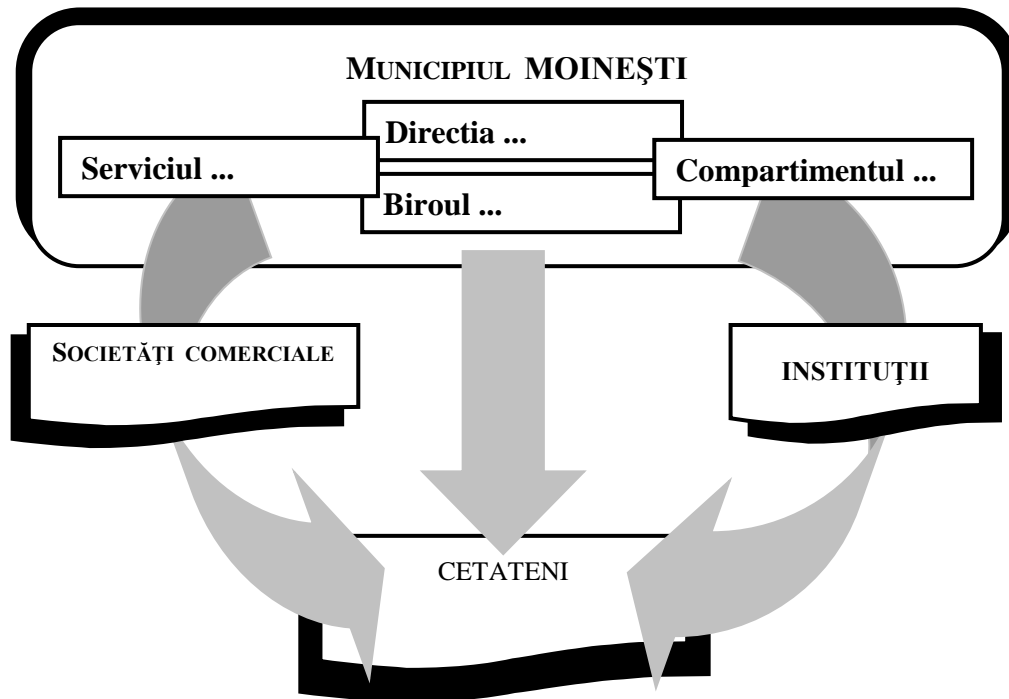 MUNICIPIUL MOINEŞTI
Directia ...
Serviciul ...
Compartimentul ...
Biroul ...
SOCIETĂŢI COMERCIALE
INSTITUŢII
CETATENI